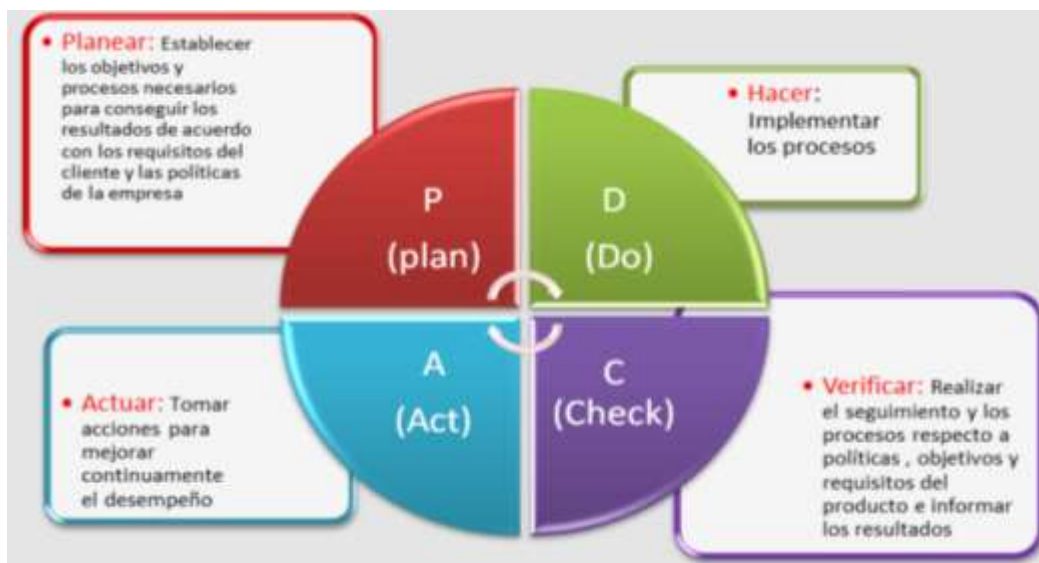 • Planear: Establecer
los objetivos y
procesos necesarios
para conseguir los
resultados de acuerdo
con los requisitos del
cliente y las políticas
de la empresa
• Hacer:
Implementar
los procesos
P
(plan)
D
(Do)
A
(Act)
C
(Check)
• Actuar: Tomar
acciones para
mejorar
continuamente
el desempeño
• Verificar: Realizar
el seguimiento y los
procesos respecto a
políticas , objetivos y
requisitos del
producto e informar
los resultados